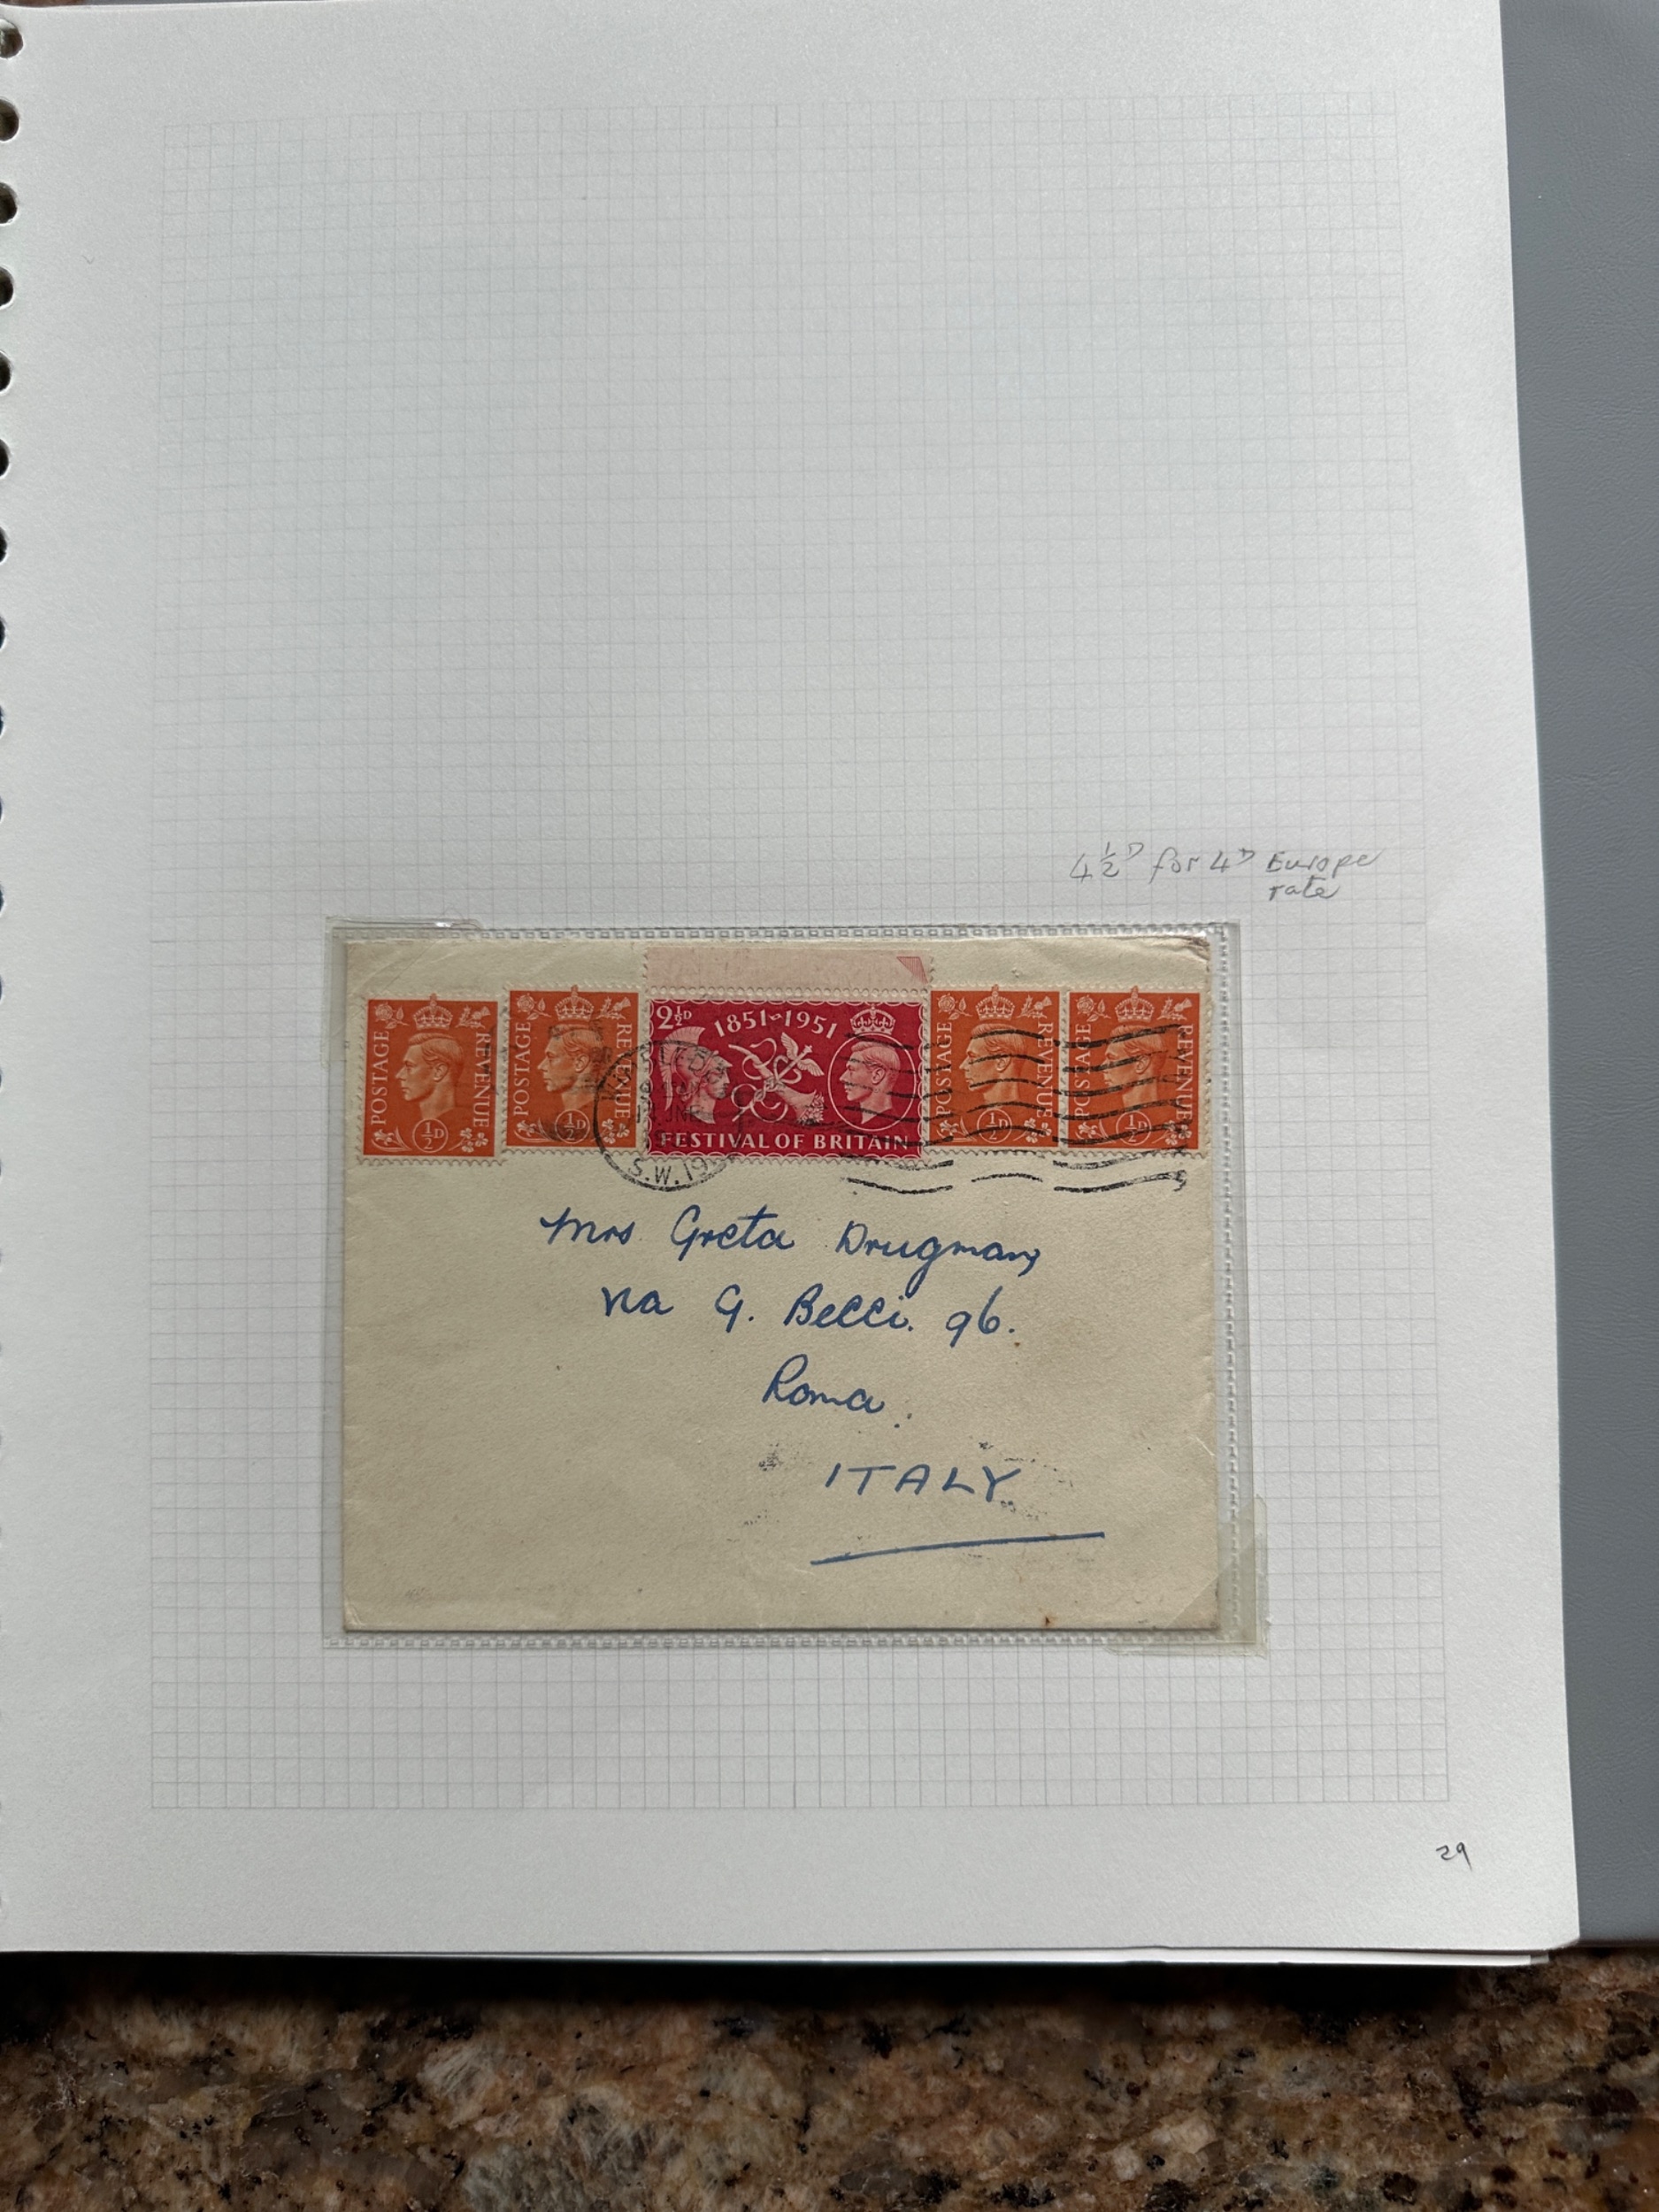 4½D for 4D Europe
rate
POSTAGE REVENUE ½D
POSTAGE REVENUE ½D
2½D 1851-1951
FESTIVAL OF BRITAIN
POSTAGE REVENUE ½D
POSTAGE REVENUE ½D
S.W.19
Mrs Greta Drugman,
Via G. Belli. 96.
Roma.
ITALY
29